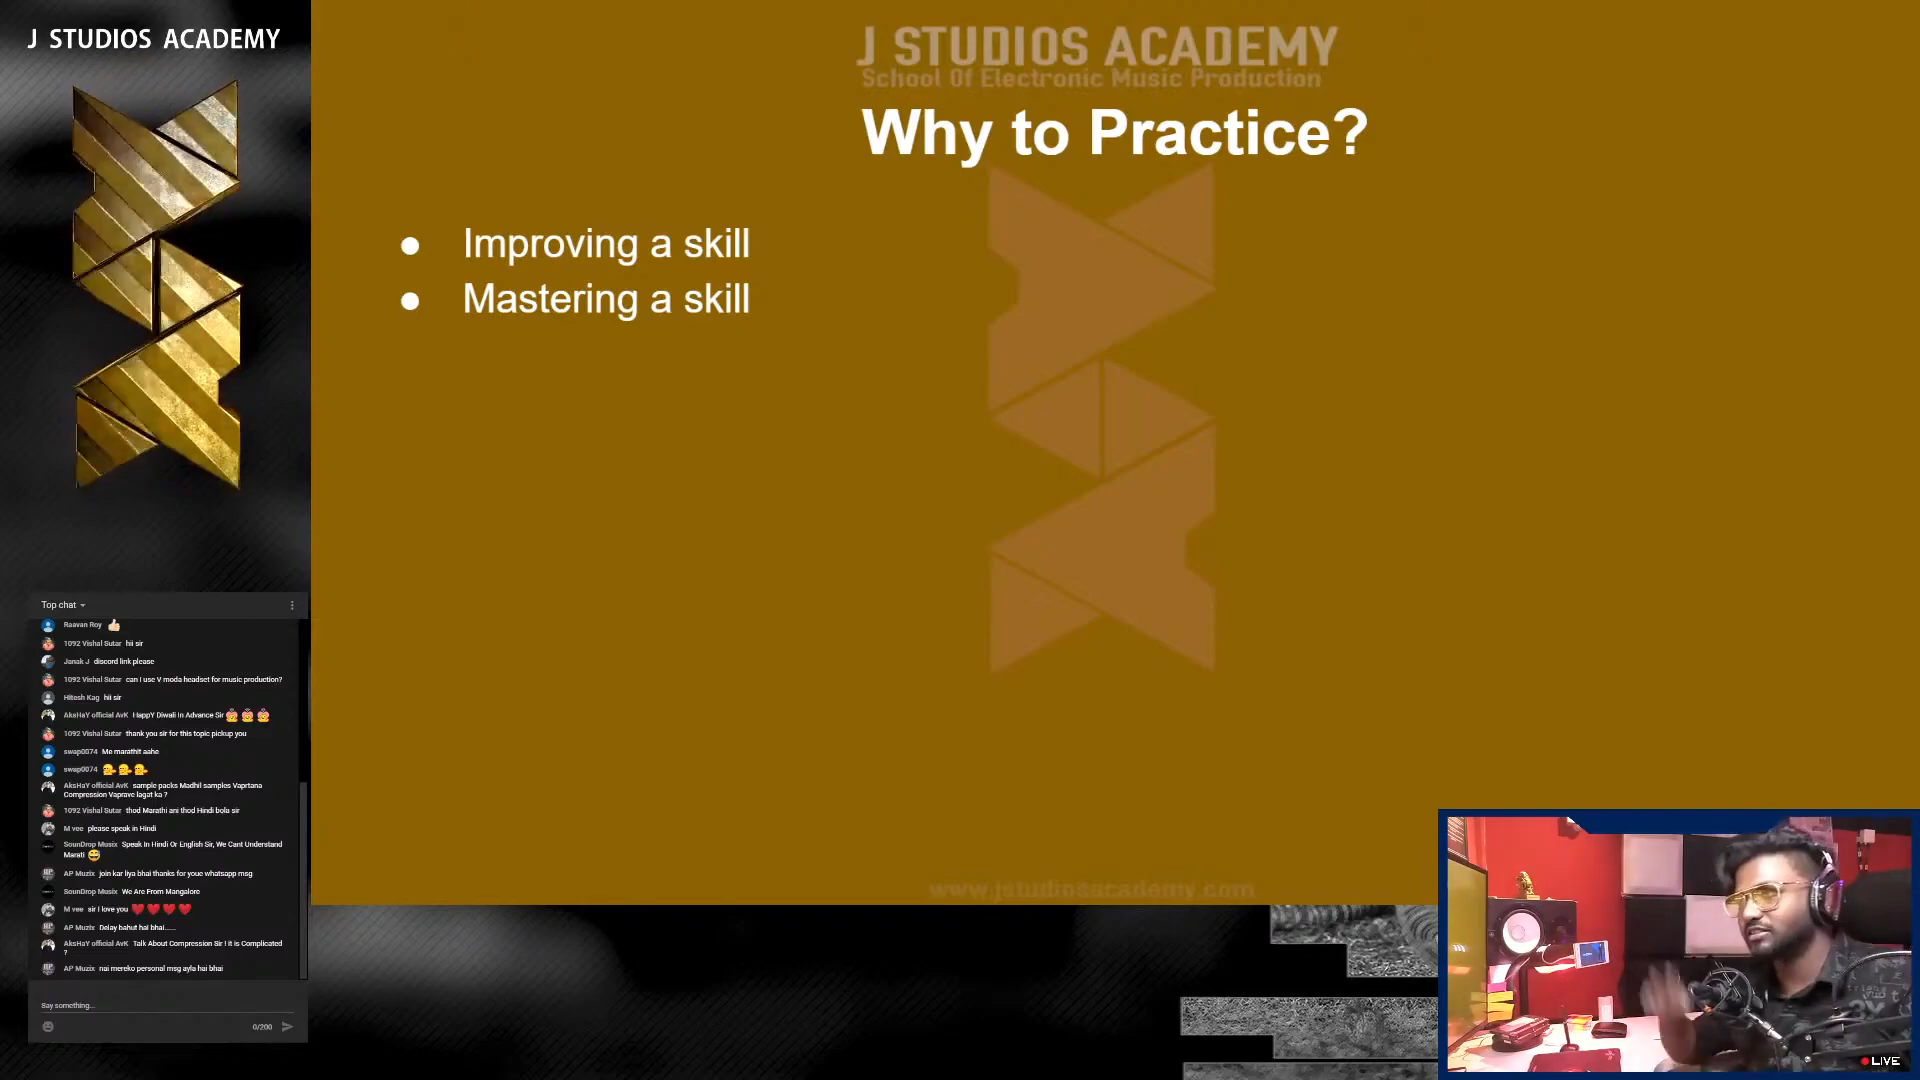 J STUDIOS ACADEMY
J STUDIOS ACADEMY
School Of Electronic Music Production
Why to Practice?
● Improving a skill
● Mastering a skill
www.jstudiosacademy.com
Top chat
Raavan Roy 👍🏻
1092 Vishal Sutar hii sir
Janak J discord link please
1092 Vishal Sutar can I use V moda headset for music production?
Hitesh Kag hii sir
AksHaY official AvK HappY Diwali In Advance Sir
1092 Vishal Sutar thank you sir for this topic pickup you
swap0074 Me marathit aahe
swap0074
AksHaY official AvK sample packs Madhil samples Vaprtana
Compression Vaprave lagat ka ?
1092 Vishal Sutar thod Marathi ani thod Hindi bola sir
M vee please speak in Hindi
SounDrop Musix Speak In Hindi Or English Sir, We Cant Understand
Marati 😅
AP Muzix join kar liya bhai thanks for youe whatsapp msg
SounDrop Musix We Are From Mangalore
M vee sir I love you ❤️❤️❤️❤️
AP Muzix Delay bahut hai bhai.....
AksHaY official AvK Talk About Compression Sir ! it is Complicated
?
AP Muzix nai mereko personal msg ayla hai bhai
Say something...
0/200
LIVE